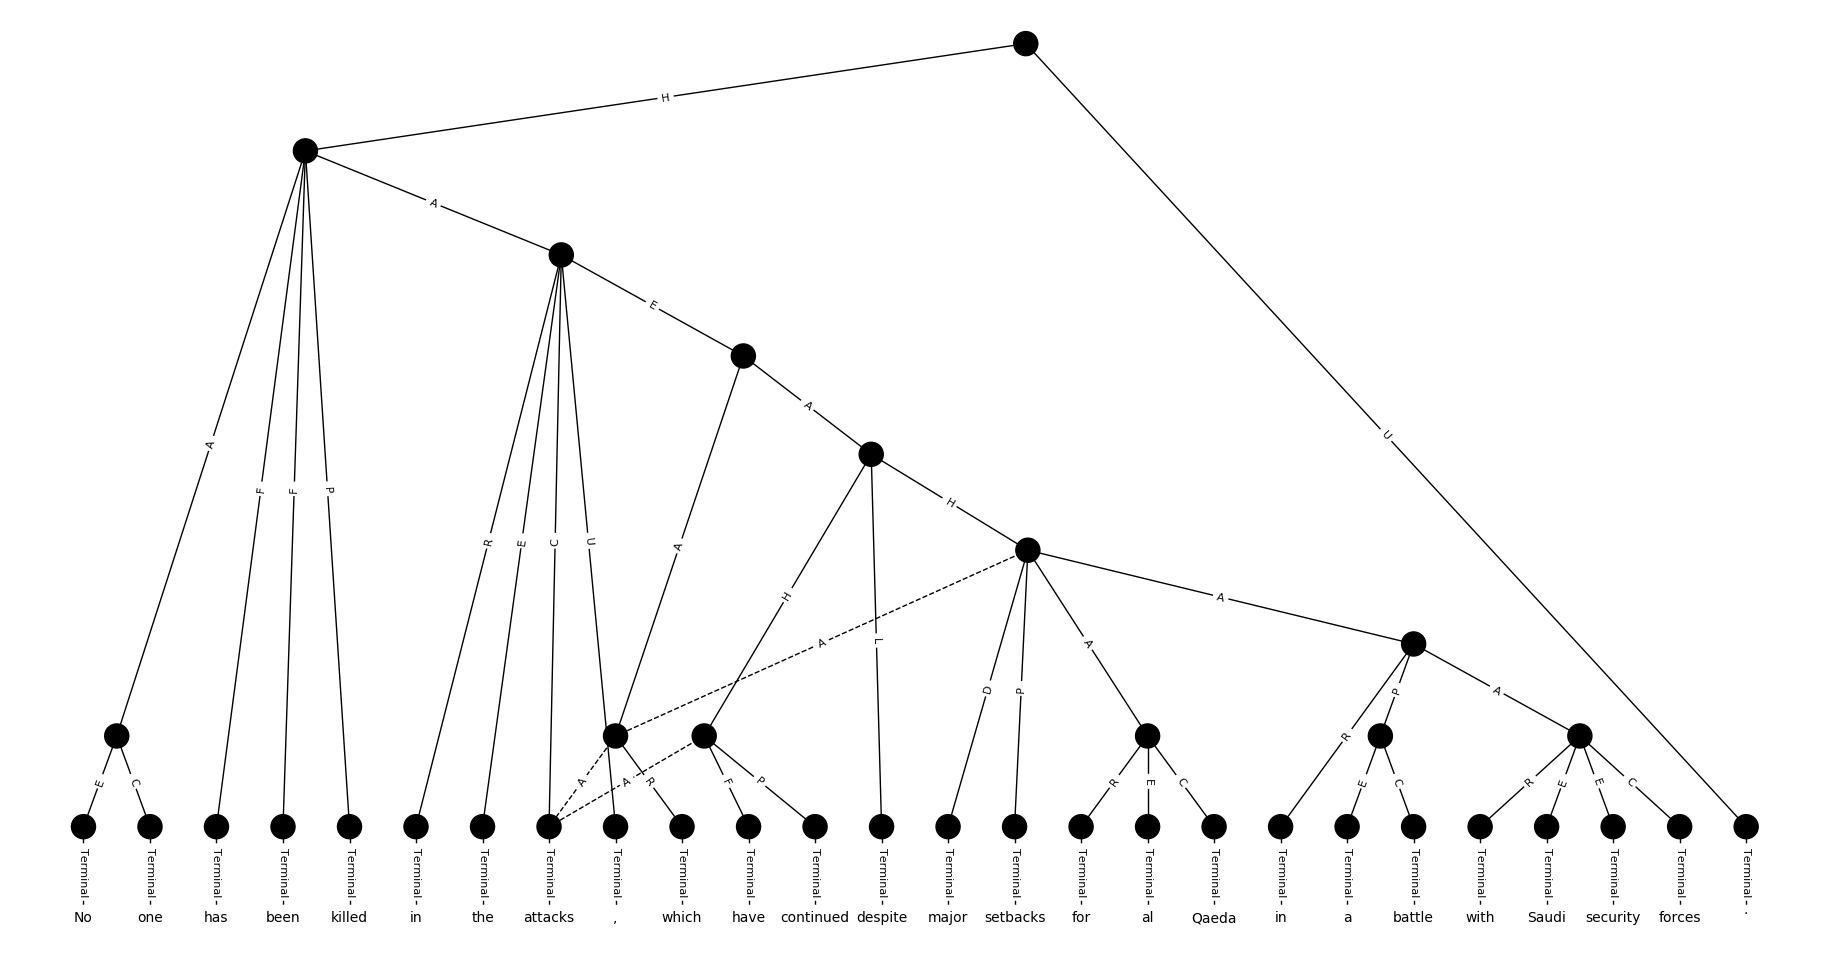 H
A
E
A
A
U
A
F
F
P
H
R
E
C
U
A
H
A
L
A
A
D
P
P
A
R
E
C
A
A
R
F
P
R
E
C
E
C
R
E
E
C
Terminal Terminal Terminal Terminal Terminal Terminal Terminal Terminal Terminal Terminal Terminal Terminal Terminal Terminal Terminal Terminal Terminal Terminal Terminal Terminal Terminal Terminal Terminal Terminal Terminal Terminal
No one has been killed in the attacks , which have continued despite major setbacks for al Qaeda in a battle with Saudi security forces .